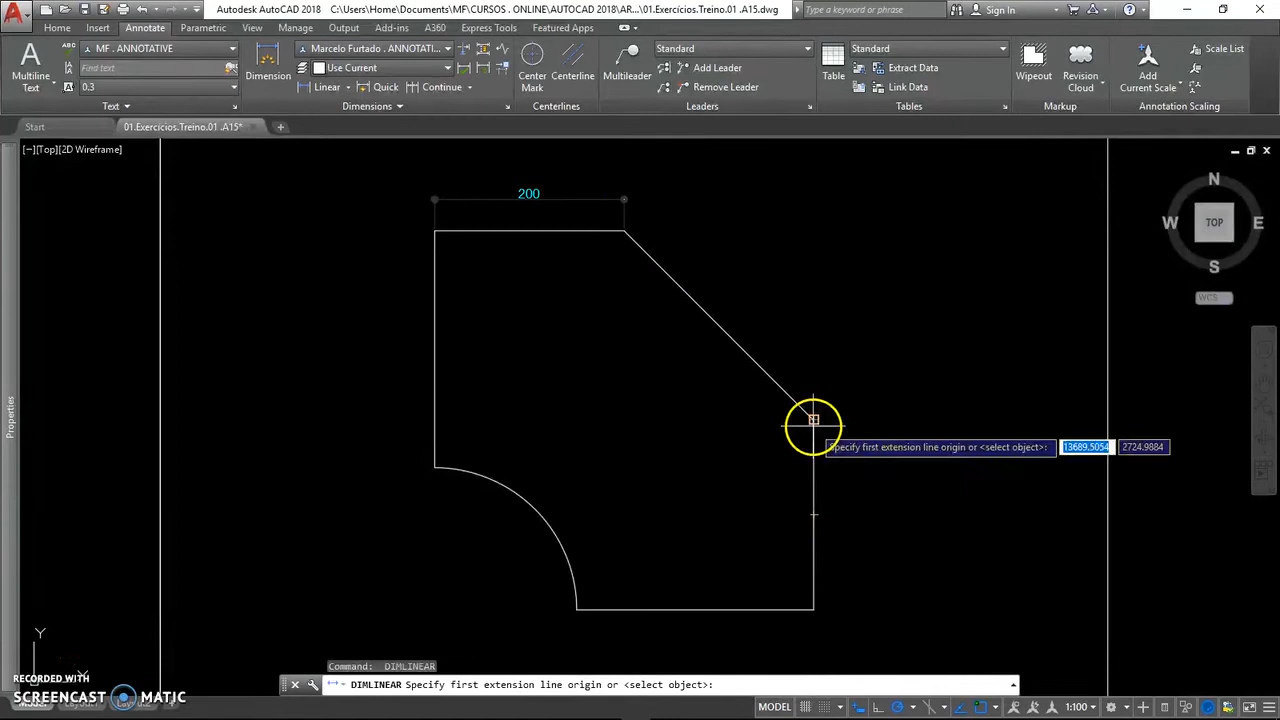 Autodesk AutoCAD 2018 C:\Users\Home\Documents\MF\CURSOS . ONLINE\AUTOCAD 2018\AR...\01.Exercícios.Treino.01 .A15.dwg
Type a keyword or phrase
Sign In
Home Insert Annotate Parametric View Manage Output Add-ins A360 Express Tools Featured Apps
Multiline Text
MF . ANNOTATIVE
Find text
0.3
Text
Dimension
Marcelo Furtado . ANNOTATI...
Use Current
Linear Quick Continue
Dimensions
Center Mark
Centerline
Centerlines
Multileader
Standard
Add Leader
Remove Leader
Leaders
Table
Standard
Extract Data
Link Data
Tables
Wipeout
Revision Cloud
Markup
Add Current Scale
Scale List
Annotation Scaling
Start
01.Exercícios.Treino.01 .A15*
[−][Top][2D Wireframe]
N
W TOP E
S
WCS
200
Properties
Specify first extension line origin or <select object>: 13689.5054 2724.9884
Y
Command: DIMLINEAR
DIMLINEAR Specify first extension line origin or <select object>:
RECORDED WITH
SCREENCAST MATIC
Model
MODEL
1:100